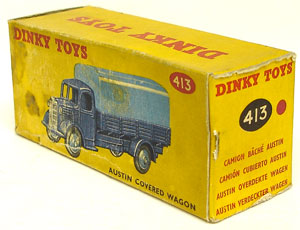 DINKY TOYS
DINKY TOYS
413
AUSTIN COVERED WAGON
DINKY TOYS
413
CAMION BÂCHÉ AUSTIN
CAMIÓN CUBIERTO AUSTIN
AUSTIN OVERDEKTE WAGEN
AUSTIN VERDECKTER WAGEN